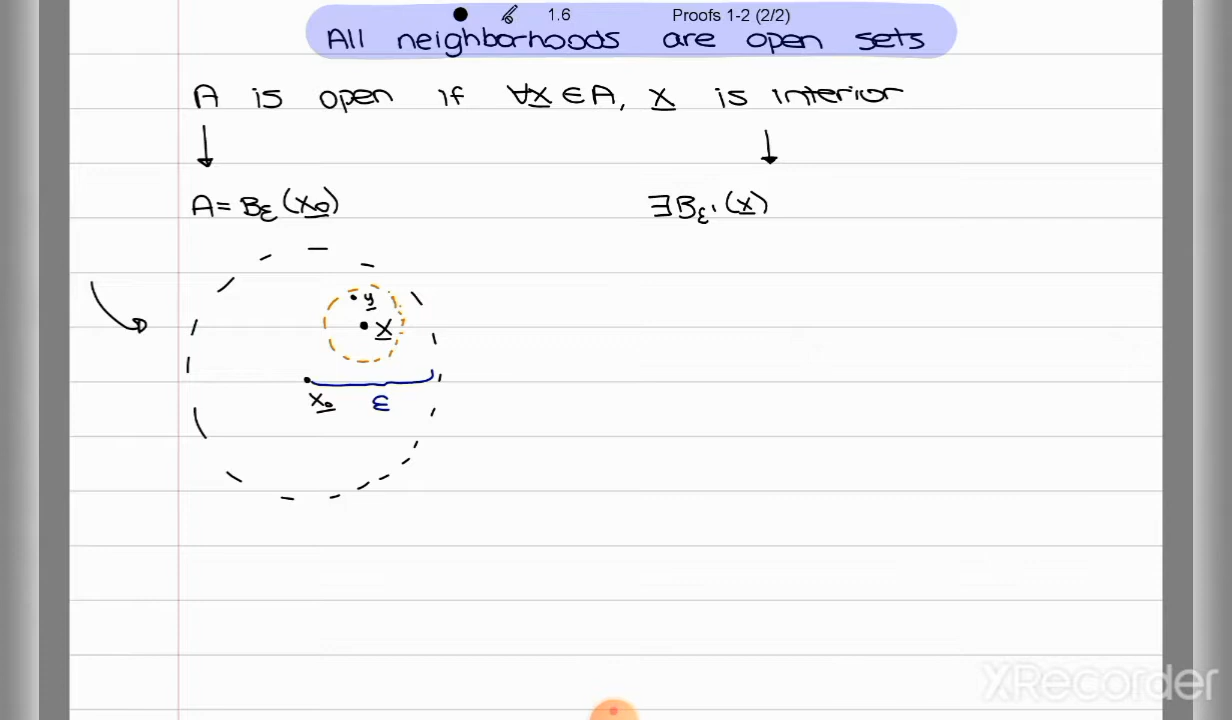 1.6 Proofs 1-2 (2/2)
All neighborhoods are open sets
A is open if ∀x ∈ A, x is interior
A = Bε(x0) ∃Bε'(x)
y
x
x0 ε
XRecorder